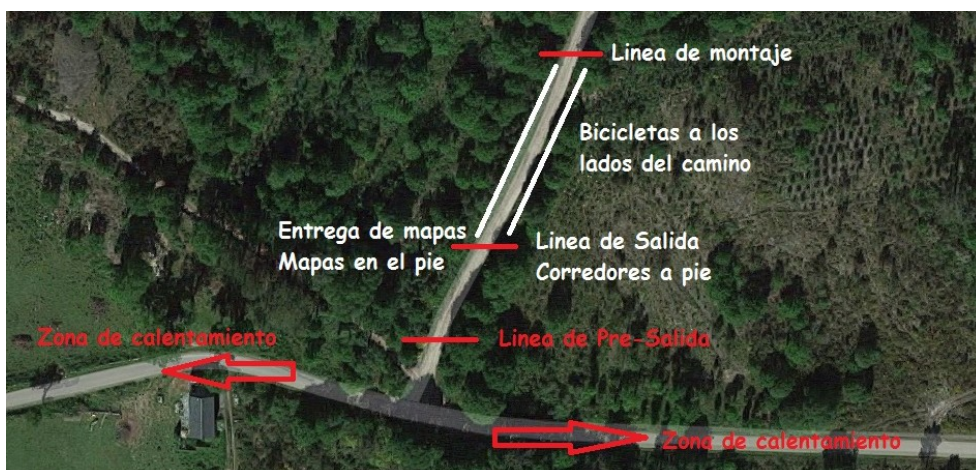 Linea de montaje
Bicicletas a los
lados del camino
Entrega de mapas
Mapas en el pie
Linea de Salida
Corredores a pie
Linea de Pre-Salida
Zona de calentamiento
Zona de calentamiento